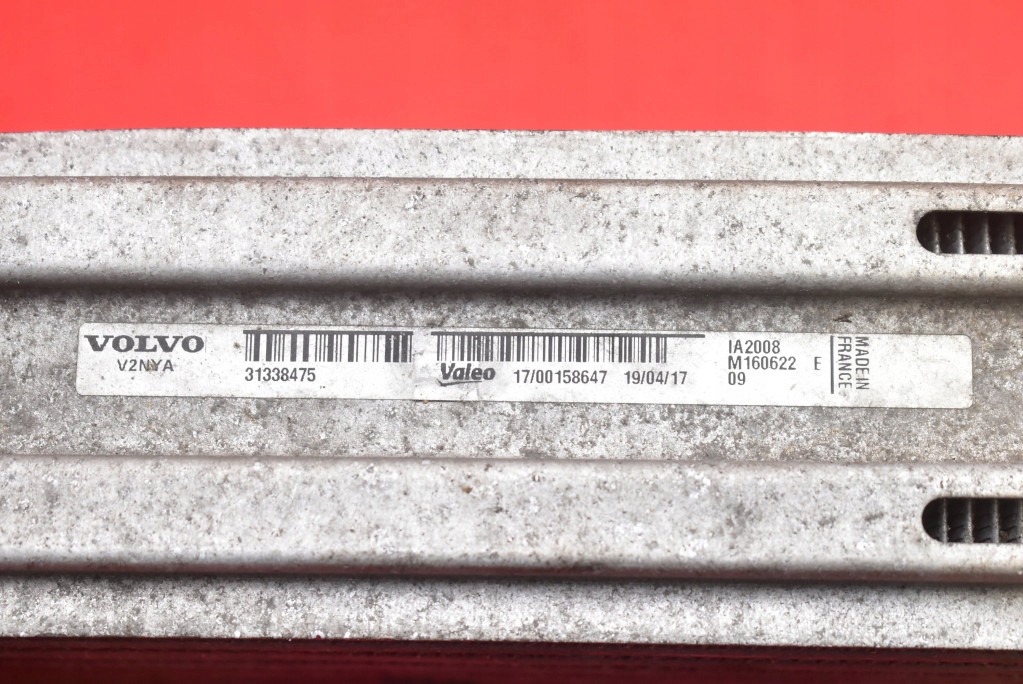 VOLVO
V2NYA
31338475
Valeo 17/00158647 19/04/17
IA2008
M160622 E
09
MADE IN
FRANCE